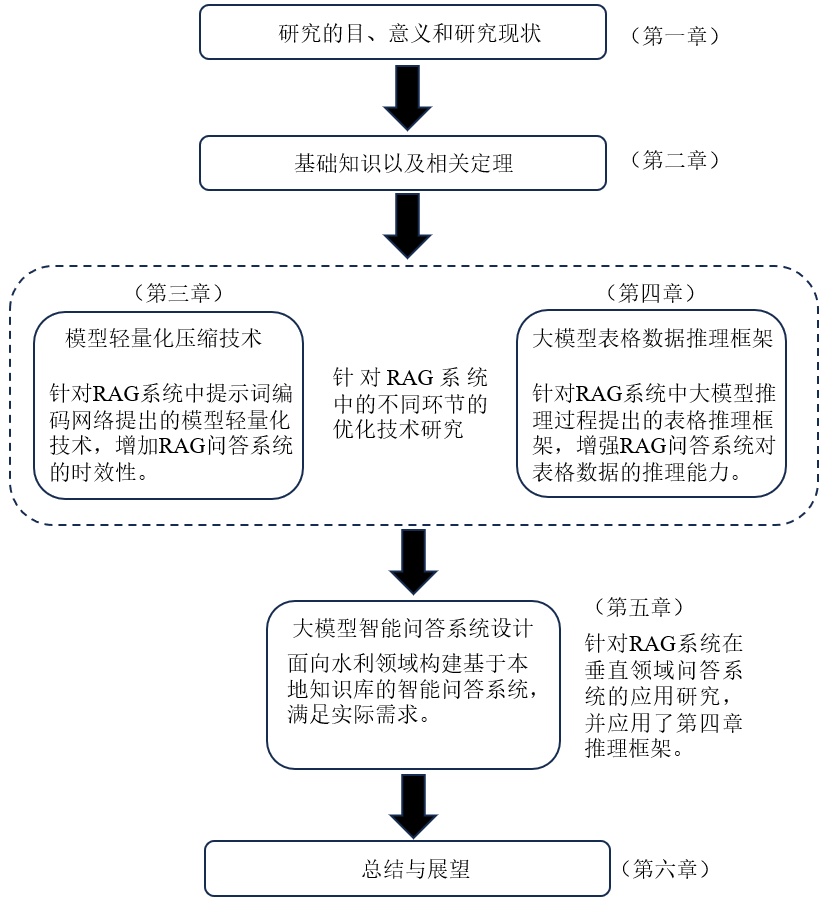 研究的目、意义和研究现状
（第一章）
基础知识以及相关定理
（第二章）
（第三章）
模型轻量化压缩技术
针对RAG系统中提示词编
码网络提出的模型轻量化
技术，增加RAG问答系统
的时效性。
针对RAG系统
中的不同环节的
优化技术研究
（第四章）
大模型表格数据推理框架
针对RAG系统中大模型推
理过程提出的表格推理框
架，增强RAG问答系统对
表格数据的推理能力。
大模型智能问答系统设计
面向水利领域构建基于本
地知识库的智能问答系统，
满足实际需求。
（第五章）
针对RAG系统在
垂直领域问答系
统的应用研究，
并应用了第四章
推理框架。
总结与展望
（第六章）